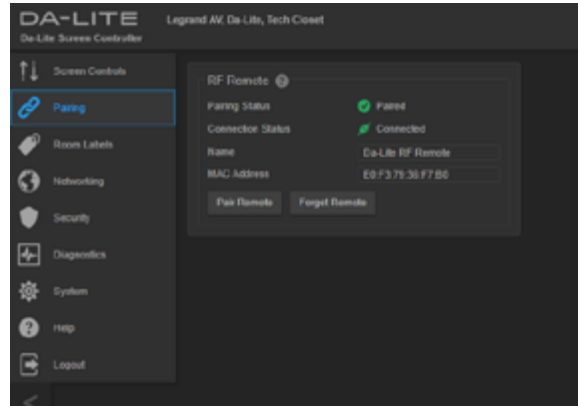 DA-LITE
Da-Lite Screen Controller
Legrand AV, Da-Lite, Tech Closet
Screen Controls
Pairing
Room Labels
Networking
Security
Diagnostics
System
Help
Logout
RF Remote
Pairing Status Paired
Connection Status Connected
Name Da-Lite RF Remote
MAC Address E0:F3:79:36:F7:B0
Pair Remote Forget Remote